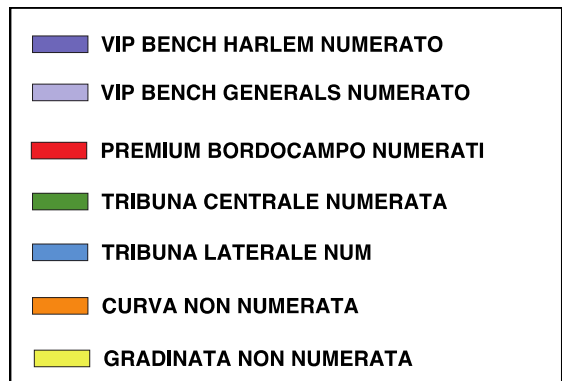 VIP BENCH HARLEM NUMERATO
VIP BENCH GENERALS NUMERATO
PREMIUM BORDOCAMPO NUMERATI
TRIBUNA CENTRALE NUMERATA
TRIBUNA LATERALE NUM
CURVA NON NUMERATA
GRADINATA NON NUMERATA